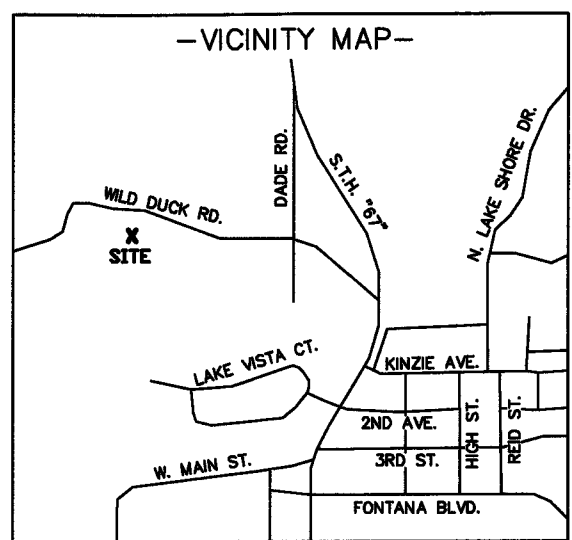 -VICINITY MAP-
N. LAKE SHORE DR.
DADE RD.
S.T.H. "67"
WILD DUCK RD.
X
SITE
LAKE VISTA CT.
KINZIE AVE.
2ND AVE.
HIGH ST.
REID ST.
3RD ST.
W. MAIN ST.
FONTANA BLVD.